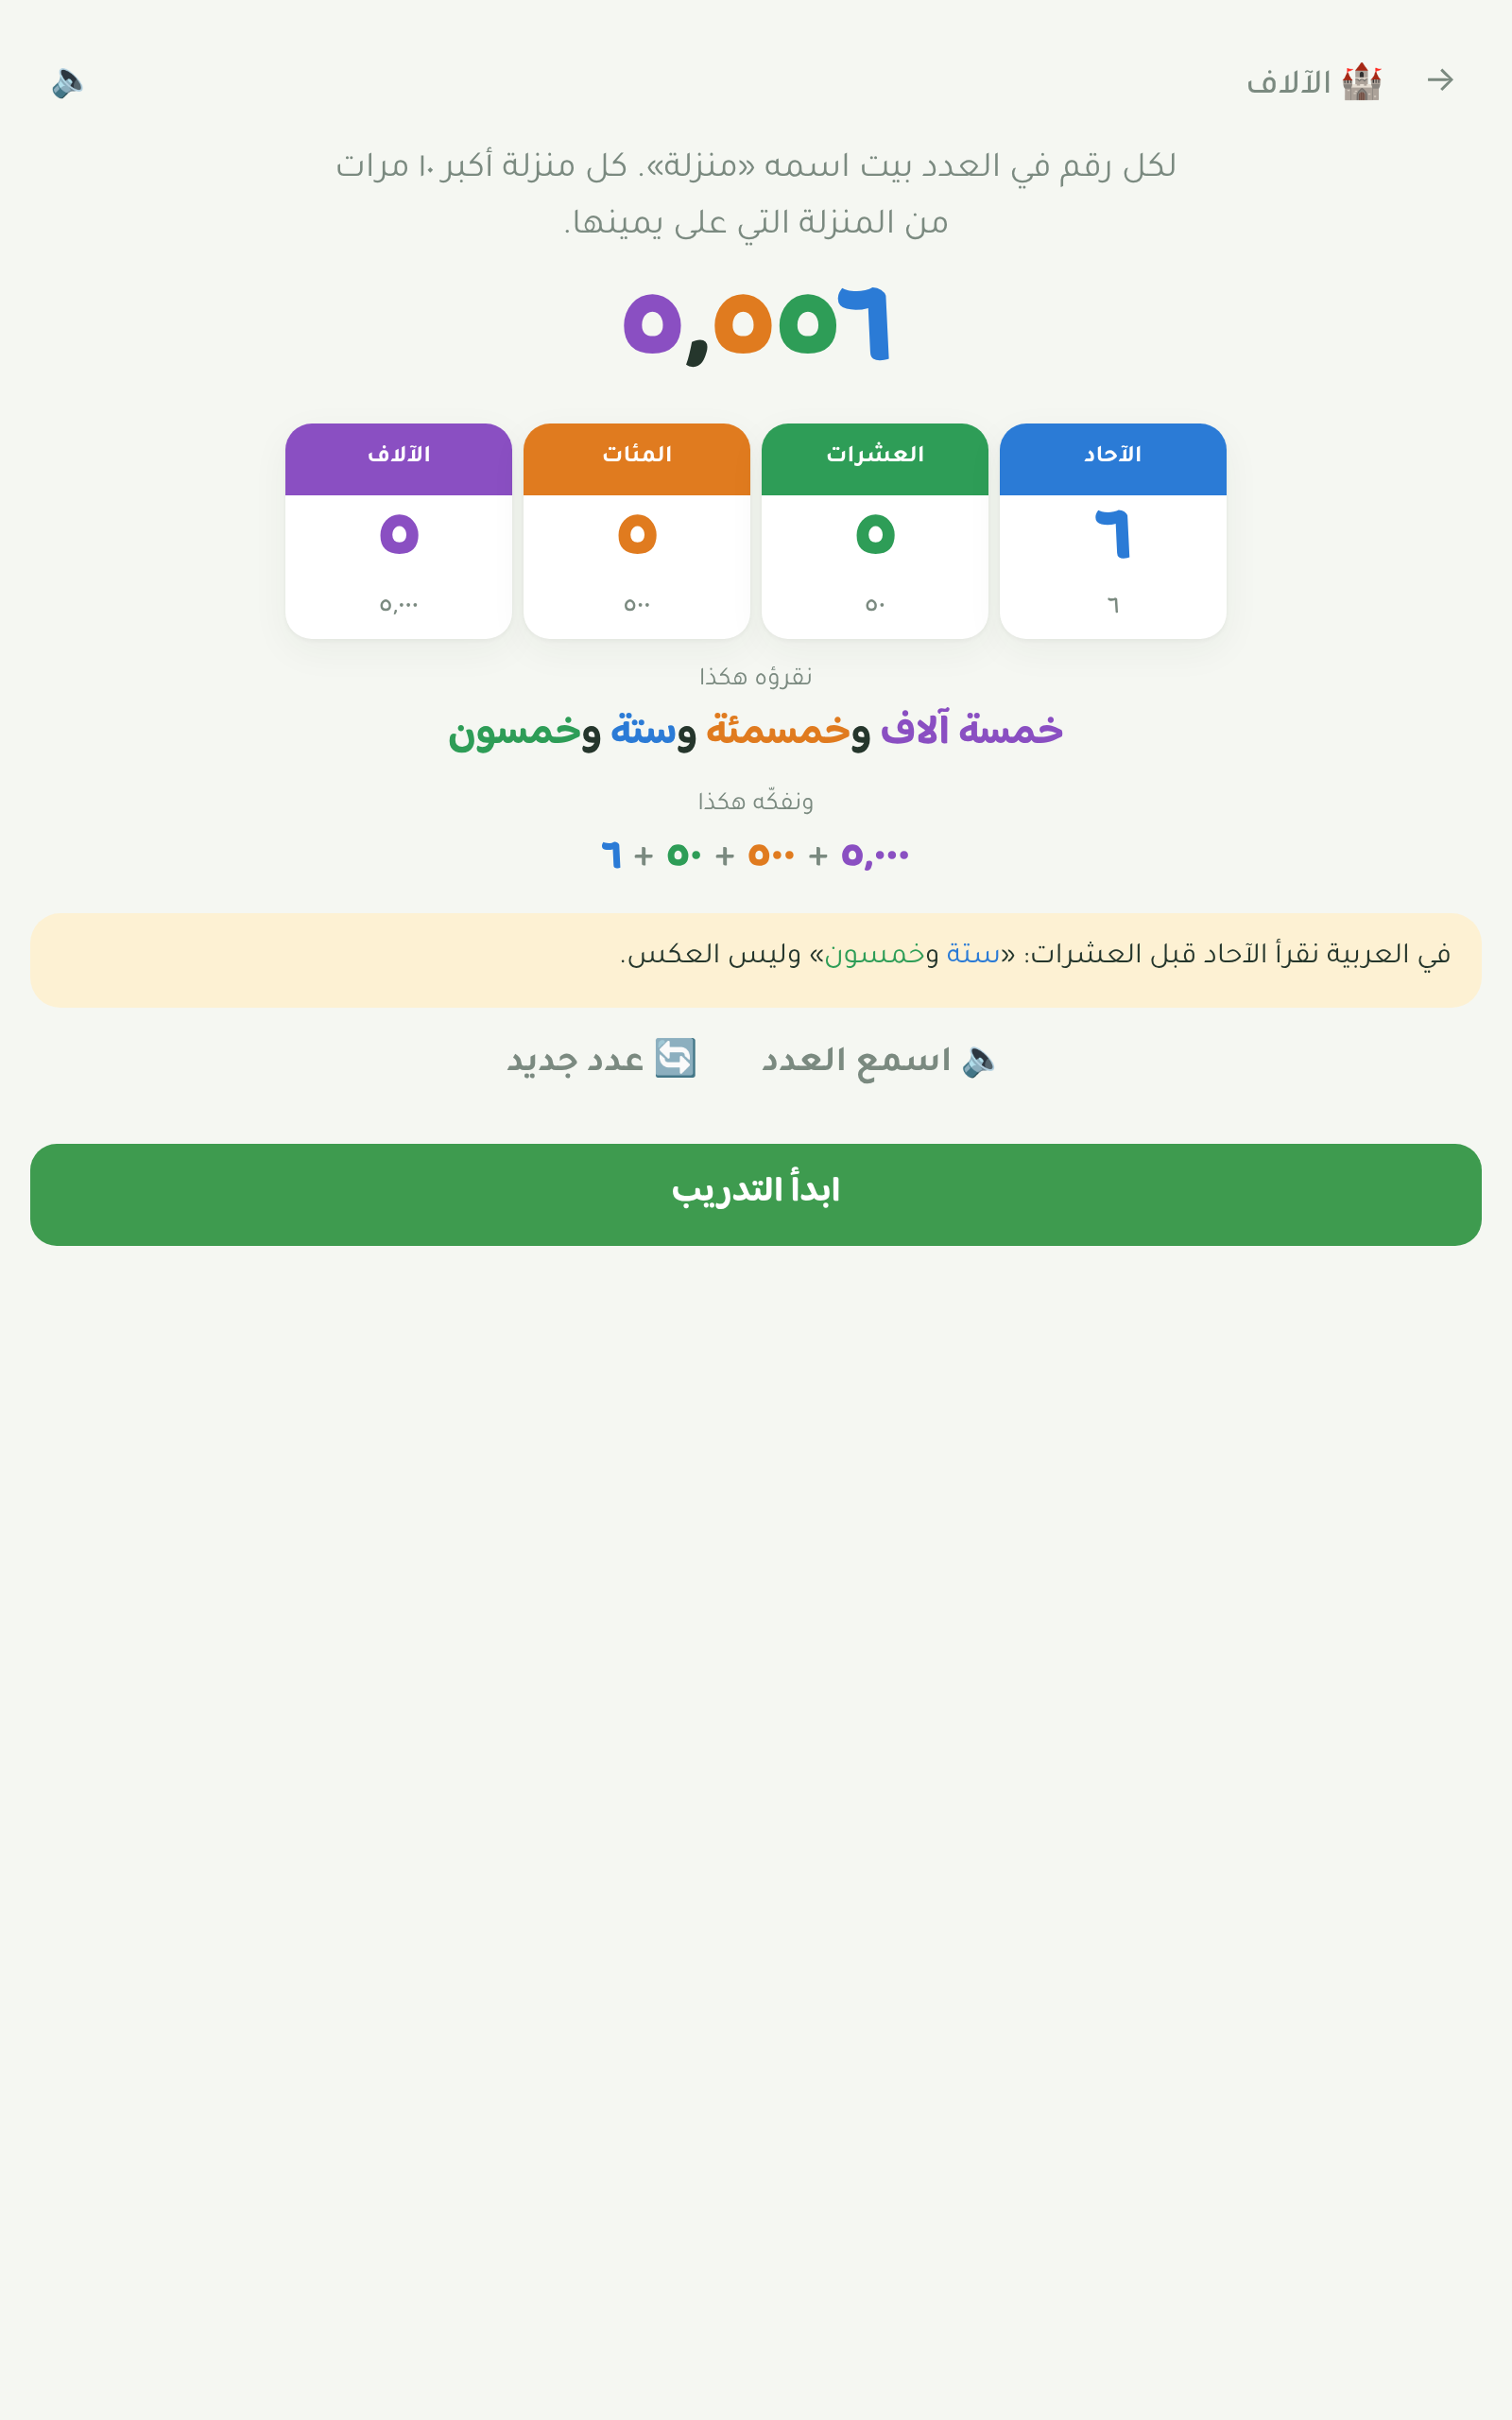 🏰 الآلاف
لكل رقم في العدد بيت اسمه «منزلة». كل منزلة أكبر ١٠ مرات
من المنزلة التي على يمينها.
٥,٥٥٦
الآحاد العشرات المئات الآلاف
٦ ٥ ٥ ٥
٦ ٥٠ ٥٠٠ ٥,٠٠٠
نقرؤه هكذا
خمسة آلاف وخمسمئة وستة وخمسون
ونفكّه هكذا
٥,٠٠٠ + ٥٠٠ + ٥٠ + ٦
في العربية نقرأ الآحاد قبل العشرات: «ستة وخمسون» وليس العكس.
🔈 اسمع العدد 🔄 عدد جديد
ابدأ التدريب